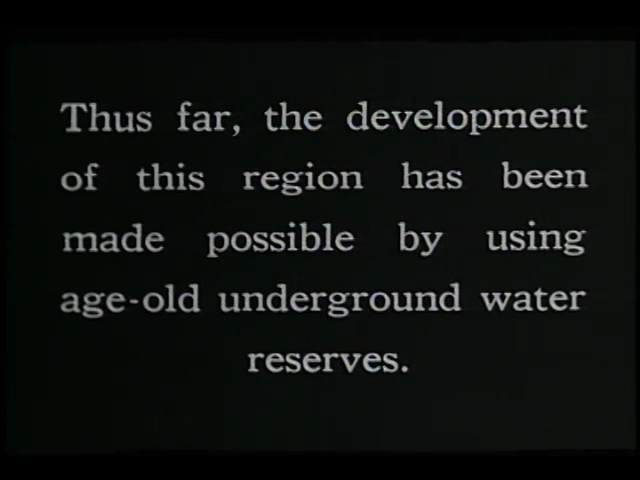 Thus far, the development
of this region has been
made possible by using
age-old underground water
reserves.